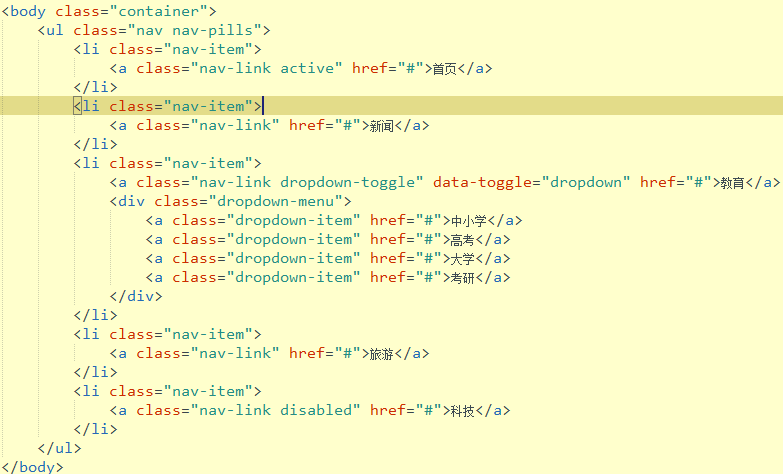 <body class="container">
    <ul class="nav nav-pills">
        <li class="nav-item">
            <a class="nav-link active" href="#">首页</a>
        </li>
        <li class="nav-item">
            <a class="nav-link" href="#">新闻</a>
        </li>
        <li class="nav-item">
            <a class="nav-link dropdown-toggle" data-toggle="dropdown" href="#">教育</a>
            <div class="dropdown-menu">
                <a class="dropdown-item" href="#">中小学</a>
                <a class="dropdown-item" href="#">高考</a>
                <a class="dropdown-item" href="#">大学</a>
                <a class="dropdown-item" href="#">考研</a>
            </div>
        </li>
        <li class="nav-item">
            <a class="nav-link" href="#">旅游</a>
        </li>
        <li class="nav-item">
            <a class="nav-link disabled" href="#">科技</a>
        </li>
    </ul>
</body>